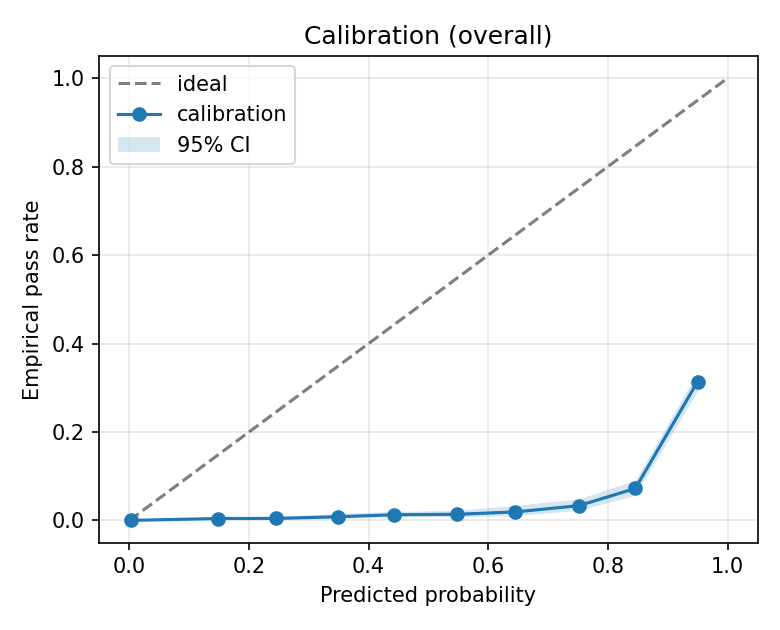 Calibration (overall)
ideal
calibration
95% CI
Empirical pass rate
1.0
0.8
0.6
0.4
0.2
0.0
0.0 0.2 0.4 0.6 0.8 1.0
Predicted probability